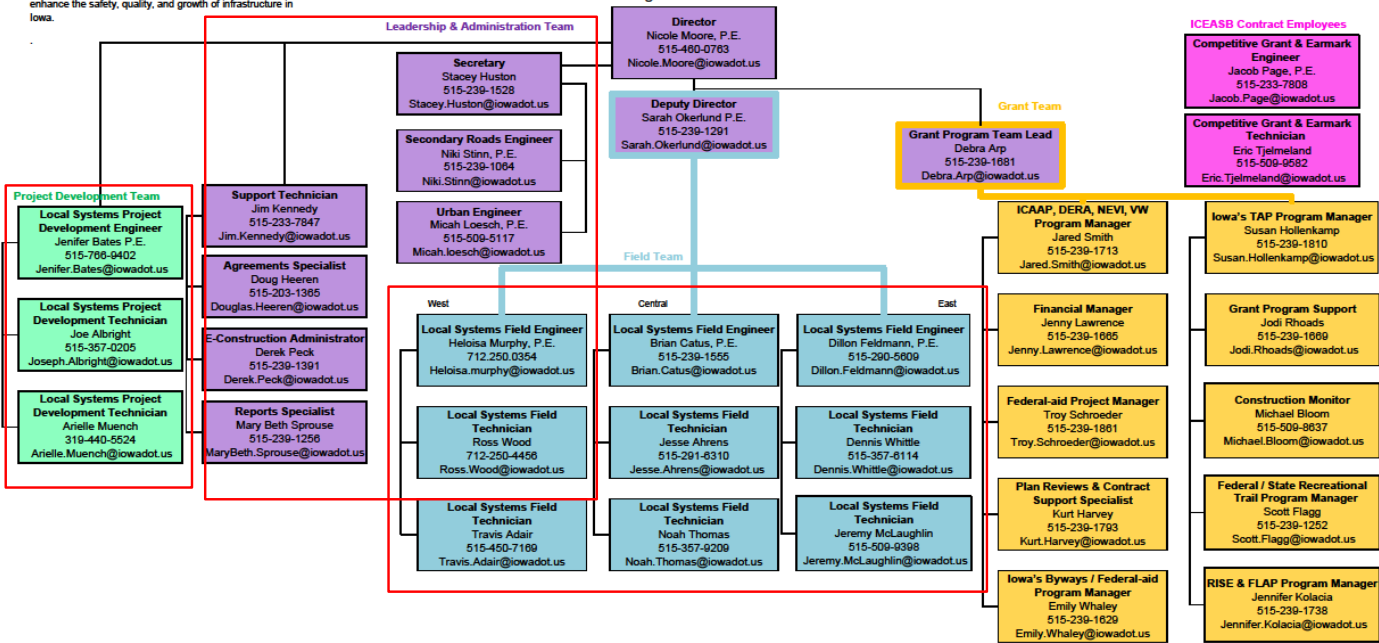 enhance the safety, quality, and growth of infrastructure in
Iowa.
.
Leadership & Administration Team
Director
Nicole Moore, P.E.
515-460-0763
Nicole.Moore@iowadot.us
ICEASB Contract Employees
Competitive Grant & Earmark
Engineer
Jacob Page, P.E.
515-233-7808
Jacob.Page@iowadot.us
Competitive Grant & Earmark
Technician
Eric Tjelmeland
515-509-9582
Eric.Tjelmeland@iowadot.us
Secretary
Stacey Huston
515-239-1528
Stacey.Huston@iowadot.us
Secondary Roads Engineer
Niki Stinn, P.E.
515-239-1064
Niki.Stinn@iowadot.us
Urban Engineer
Micah Loesch, P.E.
515-509-5117
Micah.loesch@iowadot.us
Deputy Director
Sarah Okerlund P.E.
515-239-1291
Sarah.Okerlund@iowadot.us
Grant Team
Grant Program Team Lead
Debra Arp
515-239-1681
Debra.Arp@iowadot.us
Project Development Team
Local Systems Project
Development Engineer
Jenifer Bates P.E.
515-766-9402
Jenifer.Bates@iowadot.us
Local Systems Project
Development Technician
Joe Albright
515-357-0205
Joseph.Albright@iowadot.us
Local Systems Project
Development Technician
Arielle Muench
319-440-5524
Arielle.Muench@iowadot.us
Support Technician
Jim Kennedy
515-233-7847
Jim.Kennedy@iowadot.us
Agreements Specialist
Doug Heeren
515-203-1365
Douglas.Heeren@iowadot.us
E-Construction Administrator
Derek Peck
515-239-1391
Derek.Peck@iowadot.us
Reports Specialist
Mary Beth Sprouse
515-239-1256
MaryBeth.Sprouse@iowadot.us
Field Team
West
Central
East
Local Systems Field Engineer
Heloisa Murphy, P.E.
712.250.0354
Heloisa.murphy@iowadot.us
Local Systems Field
Technician
Ross Wood
712-250-4456
Ross.Wood@iowadot.us
Local Systems Field
Technician
Travis Adair
515-450-7169
Travis.Adair@iowadot.us
Local Systems Field Engineer
Brian Catus, P.E.
515-239-1555
Brian.Catus@iowadot.us
Local Systems Field
Technician
Jesse Ahrens
515-291-6310
Jesse.Ahrens@iowadot.us
Local Systems Field
Technician
Noah Thomas
515-357-9209
Noah.Thomas@iowadot.us
Local Systems Field Engineer
Dillon Feldmann, P.E.
515-290-5609
Dillon.Feldmann@iowadot.us
Local Systems Field
Technician
Dennis Whittle
515-357-6114
Dennis.Whittle@iowadot.us
Local Systems Field
Technician
Jeremy McLaughlin
515-509-9398
Jeremy.McLaughlin@iowadot.us
ICAAP, DERA, NEVI, VW
Program Manager
Jared Smith
515-239-1713
Jared.Smith@iowadot.us
Financial Manager
Jenny Lawrence
515-239-1665
Jenny.Lawrence@iowadot.us
Federal-aid Project Manager
Troy Schroeder
515-239-1861
Troy.Schroeder@iowadot.us
Plan Reviews & Contract
Support Specialist
Kurt Harvey
515-239-1793
Kurt.Harvey@iowadot.us
Iowa's Byways / Federal-aid
Program Manager
Emily Whaley
515-239-1629
Emily.Whaley@iowadot.us
Iowa's TAP Program Manager
Susan Hollenkamp
515-239-1810
Susan.Hollenkamp@iowadot.us
Grant Program Support
Jodi Rhoads
515-239-1669
Jodi.Rhoads@iowadot.us
Construction Monitor
Michael Bloom
515-509-8637
Michael.Bloom@iowadot.us
Federal / State Recreational
Trail Program Manager
Scott Flagg
515-239-1252
Scott.Flagg@iowadot.us
RISE & FLAP Program Manager
Jennifer Kolacia
515-239-1738
Jennifer.Kolacia@iowadot.us